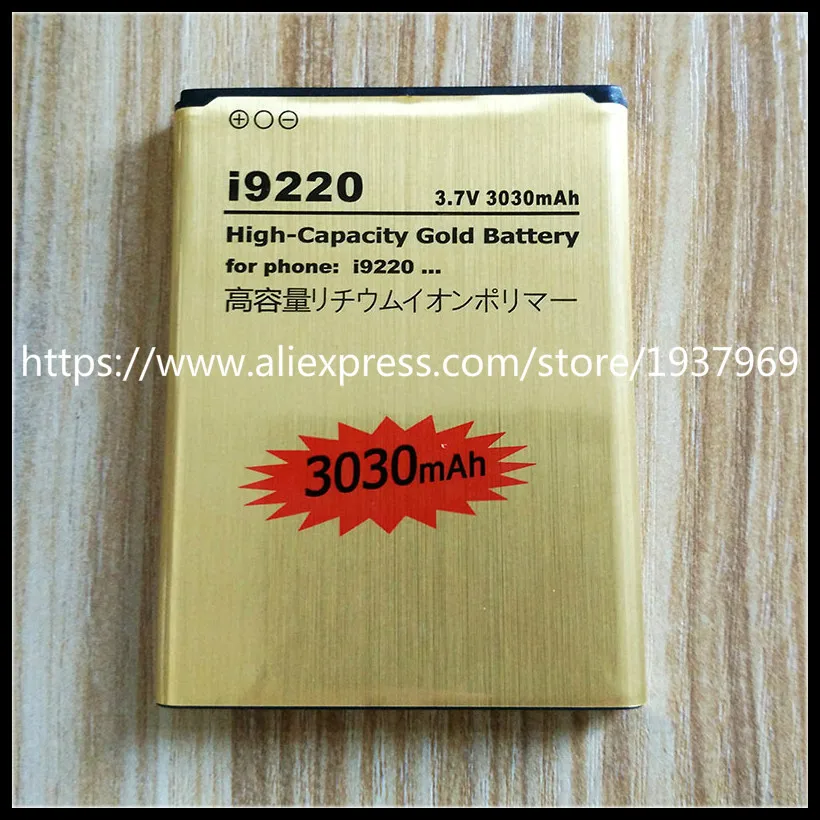 ⊕○⊖
i9220
3.7V 3030mAh
High-Capacity Gold Battery
for phone: i9220 ...
高容量リチウムイオンポリマー
https://www.aliexpress.com/store/1937969
3030mAh